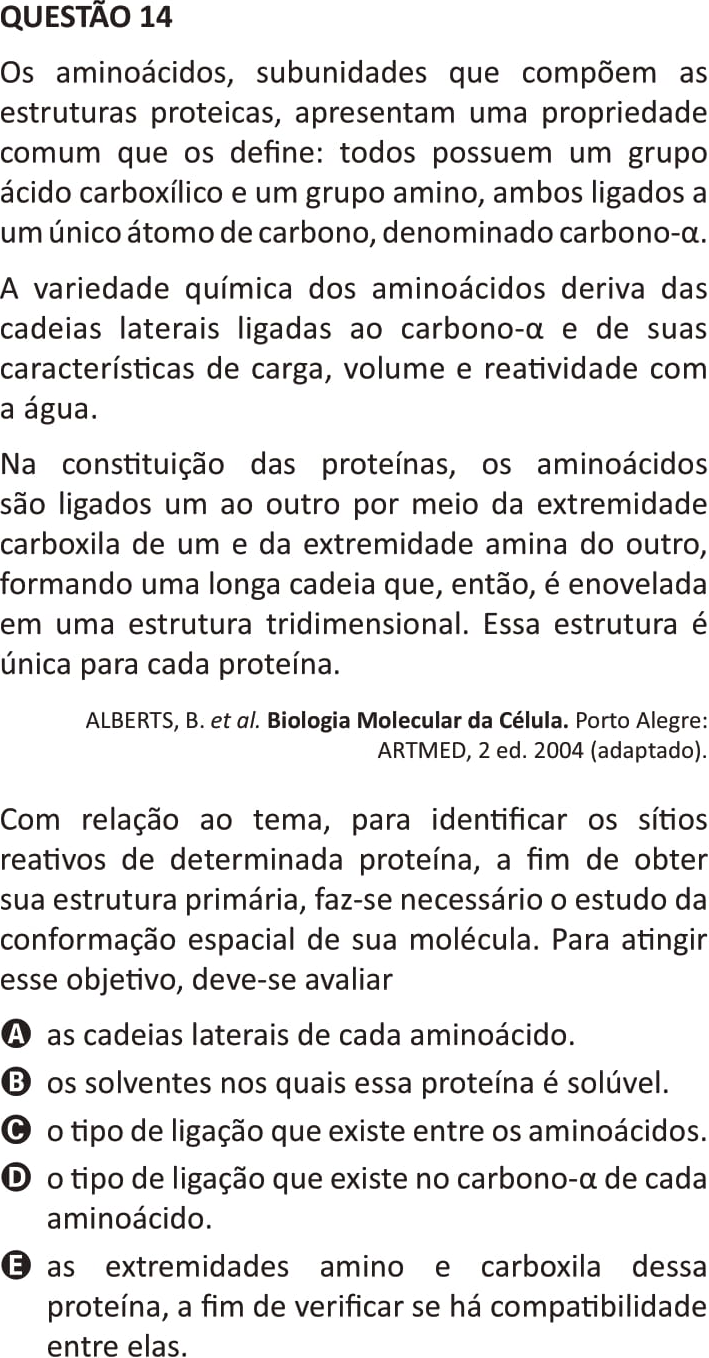 QUESTÃO 14
Os aminoácidos, subunidades que compõem as
estruturas proteicas, apresentam uma propriedade
comum que os define: todos possuem um grupo
ácido carboxílico e um grupo amino, ambos ligados a
um único átomo de carbono, denominado carbono-α.
A variedade química dos aminoácidos deriva das
cadeias laterais ligadas ao carbono-α e de suas
características de carga, volume e reatividade com
a água.
Na constituição das proteínas, os aminoácidos
são ligados um ao outro por meio da extremidade
carboxila de um e da extremidade amina do outro,
formando uma longa cadeia que, então, é enovelada
em uma estrutura tridimensional. Essa estrutura é
única para cada proteína.
ALBERTS, B. et al. Biologia Molecular da Célula. Porto Alegre:
ARTMED, 2 ed. 2004 (adaptado).
Com relação ao tema, para identificar os sítios
reativos de determinada proteína, a fim de obter
sua estrutura primária, faz-se necessário o estudo da
conformação espacial de sua molécula. Para atingir
esse objetivo, deve-se avaliar
A as cadeias laterais de cada aminoácido.
B os solventes nos quais essa proteína é solúvel.
C o tipo de ligação que existe entre os aminoácidos.
D o tipo de ligação que existe no carbono-α de cada
aminoácido.
E as extremidades amino e carboxila dessa
proteína, a fim de verificar se há compatibilidade
entre elas.